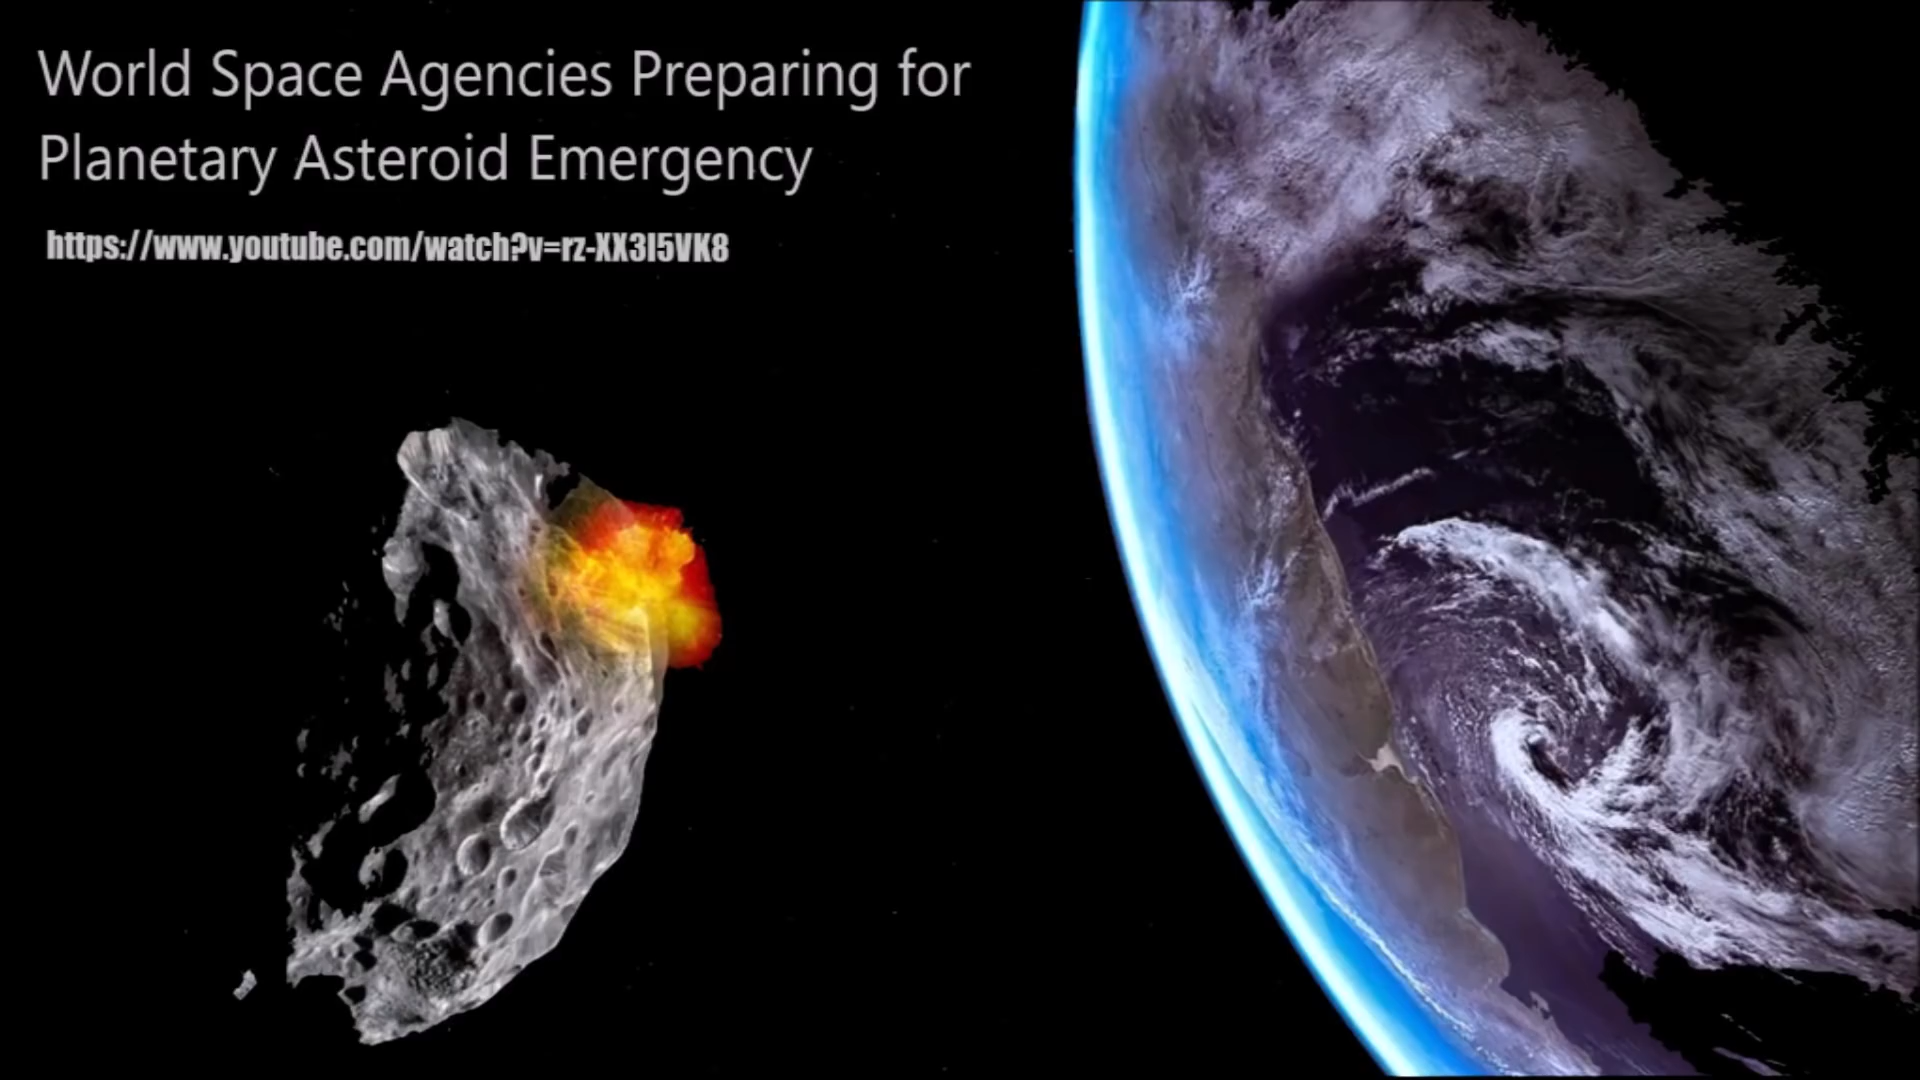 World Space Agencies Preparing for
Planetary Asteroid Emergency
https://www.youtube.com/watch?v=rz-XX3I5VK8